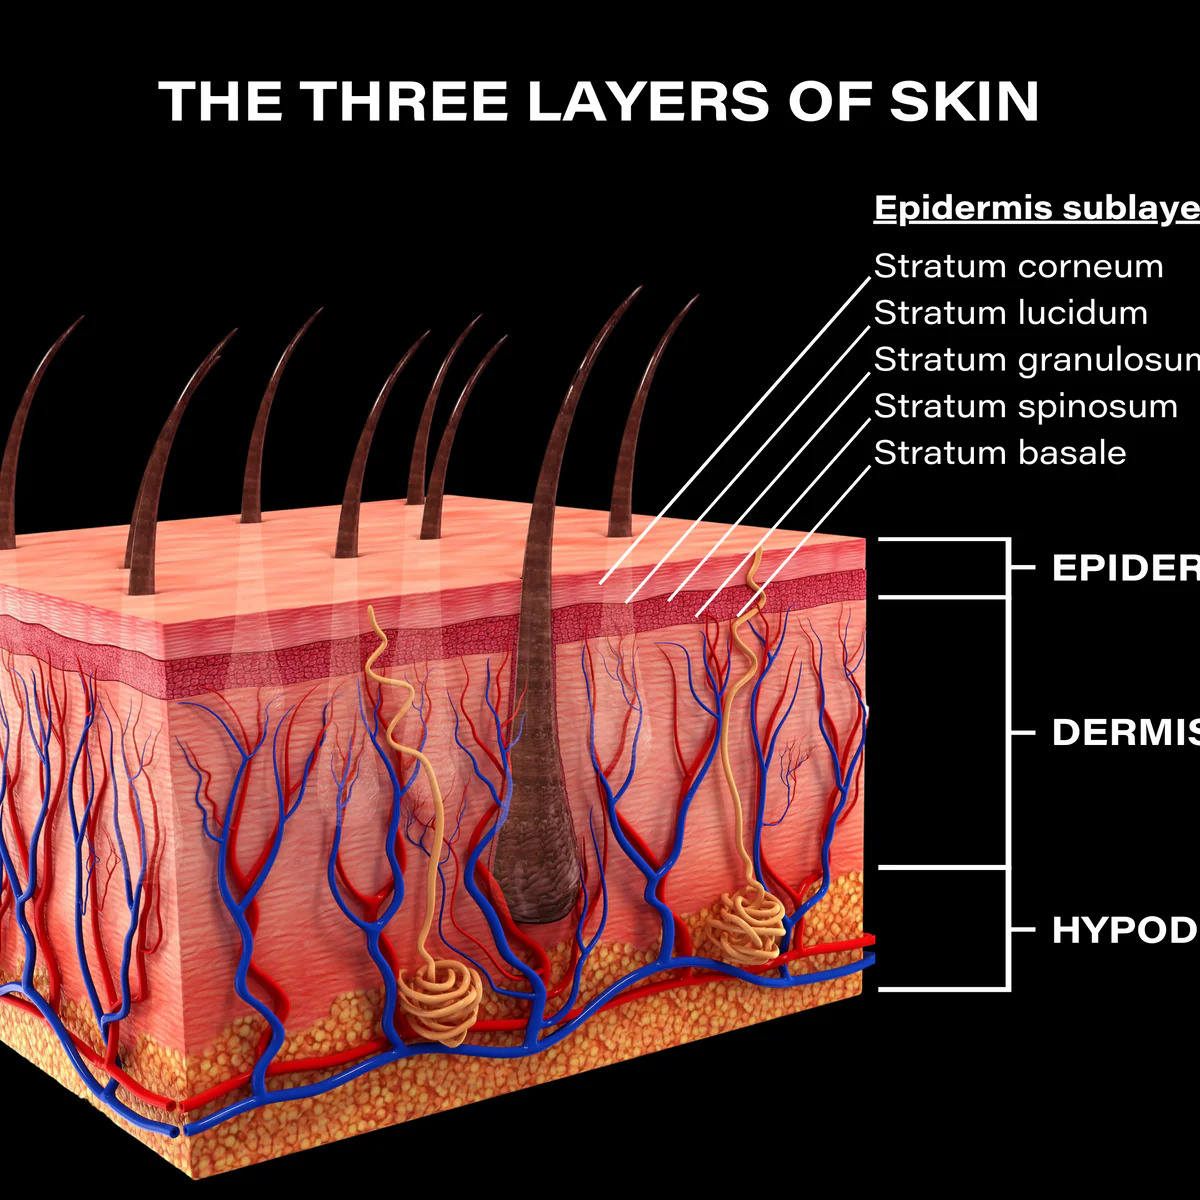 THE THREE LAYERS OF SKIN
Epidermis sublaye
Stratum corneum
Stratum lucidum
Stratum granulosum
Stratum spinosum
Stratum basale
EPIDER
DERMIS
HYPOD